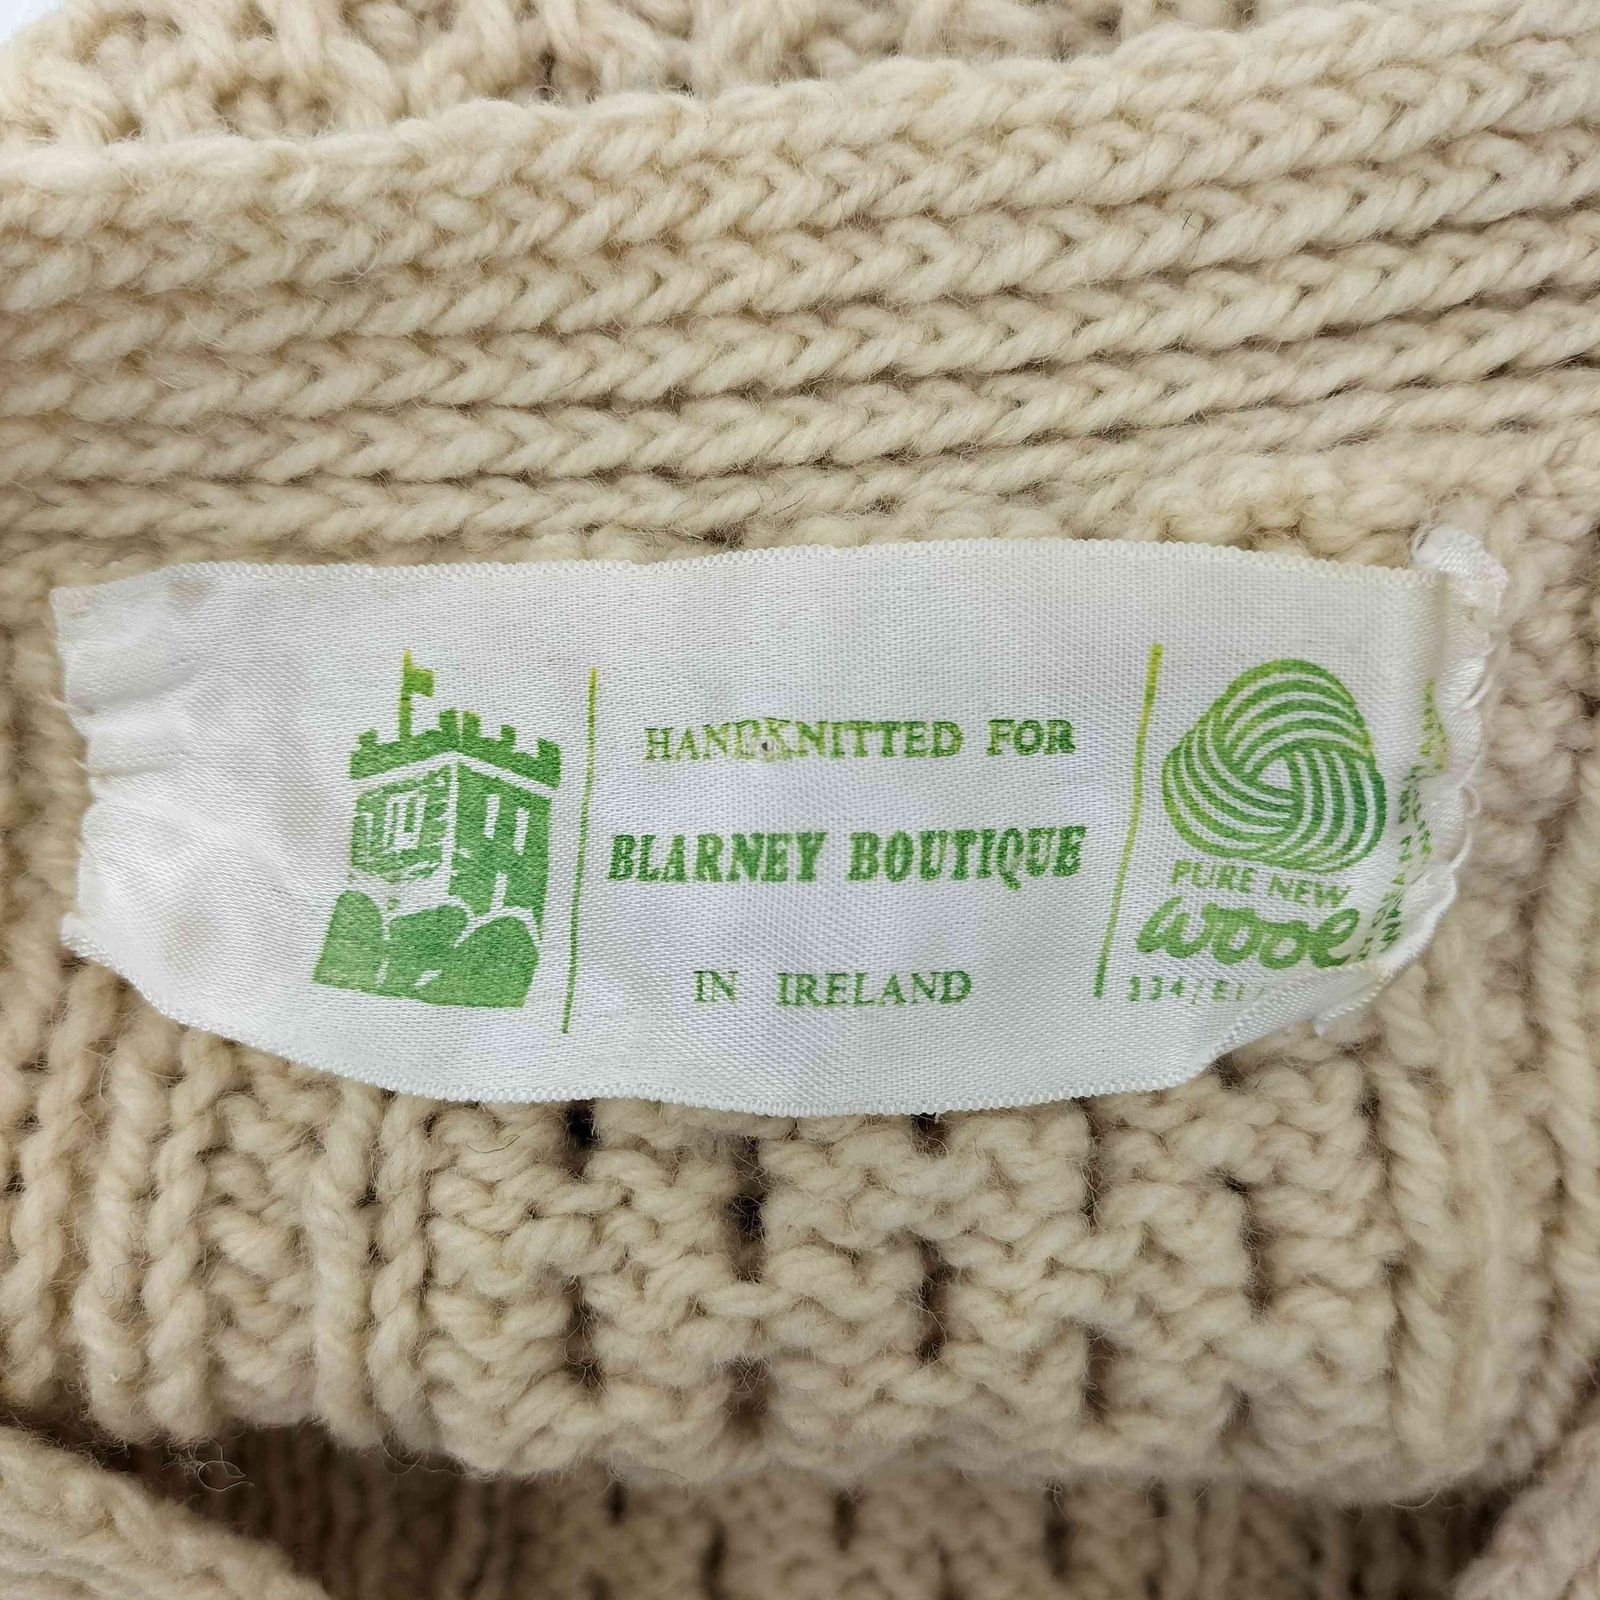 HANDKNITTED FOR
BLARNEY BOUTIQUE
IN IRELAND
PURE NEW
wool